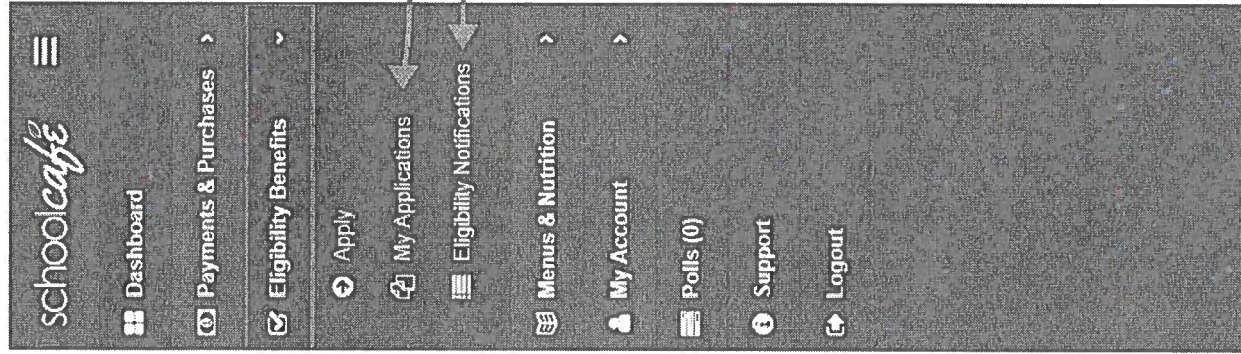 schoolcafé
Dashboard
Payments & Purchases
Eligibility Benefits
Apply
My Applications
Eligibility Notifications
Menus & Nutrition
My Account
Polls (0)
Support
Logout